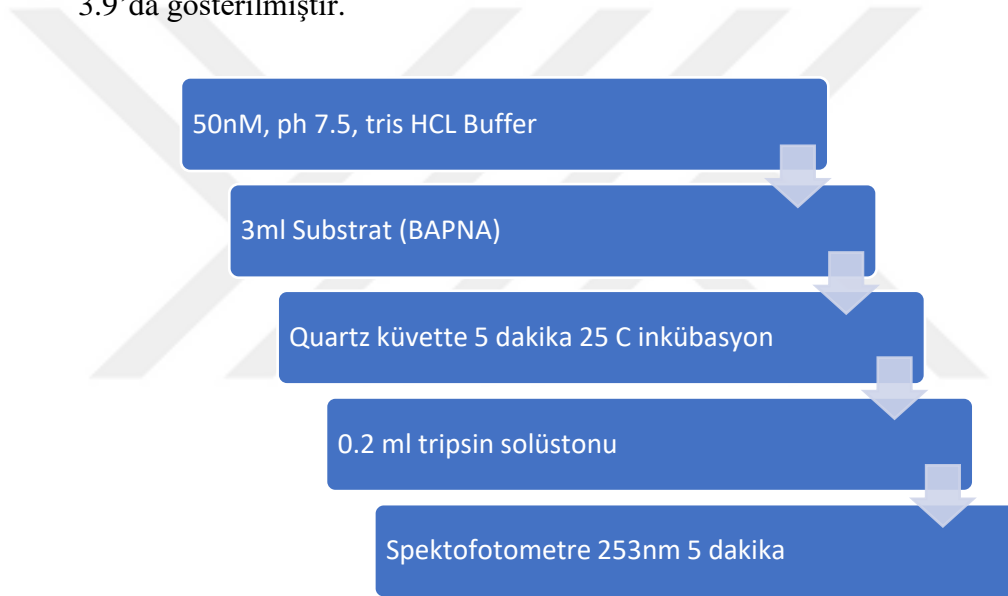 3.9'da gösterilmiştir.
50nM, ph 7.5, tris HCL Buffer
3ml Substrat (BAPNA)
Quartz küvette 5 dakika 25 C inkübasyon
0.2 ml tripsin solüstonu
Spektofotometre 253nm 5 dakika